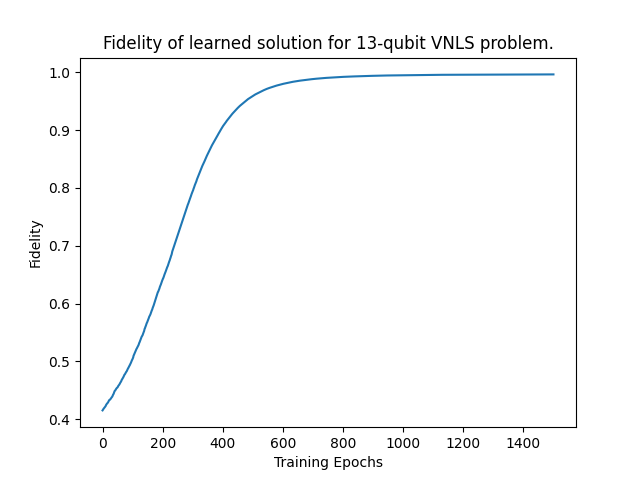 Fidelity of learned solution for 13-qubit VNLS problem.
1.0
0.9
0.8
0.7
0.6
0.5
0.4
Fidelity
0 200 400 600 800 1000 1200 1400
Training Epochs